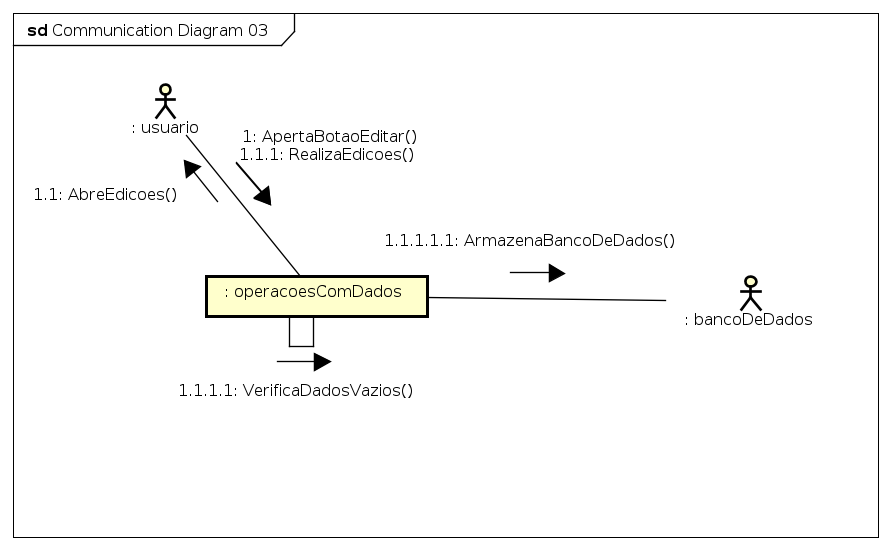 sd Communication Diagram 03
: usuario
1: ApertaBotaoEditar()
1.1.1: RealizaEdicoes()
1.1: AbreEdicoes()
1.1.1.1.1: ArmazenaBancoDeDados()
: operacoesComDados
: bancoDeDados
1.1.1.1: VerificaDadosVazios()